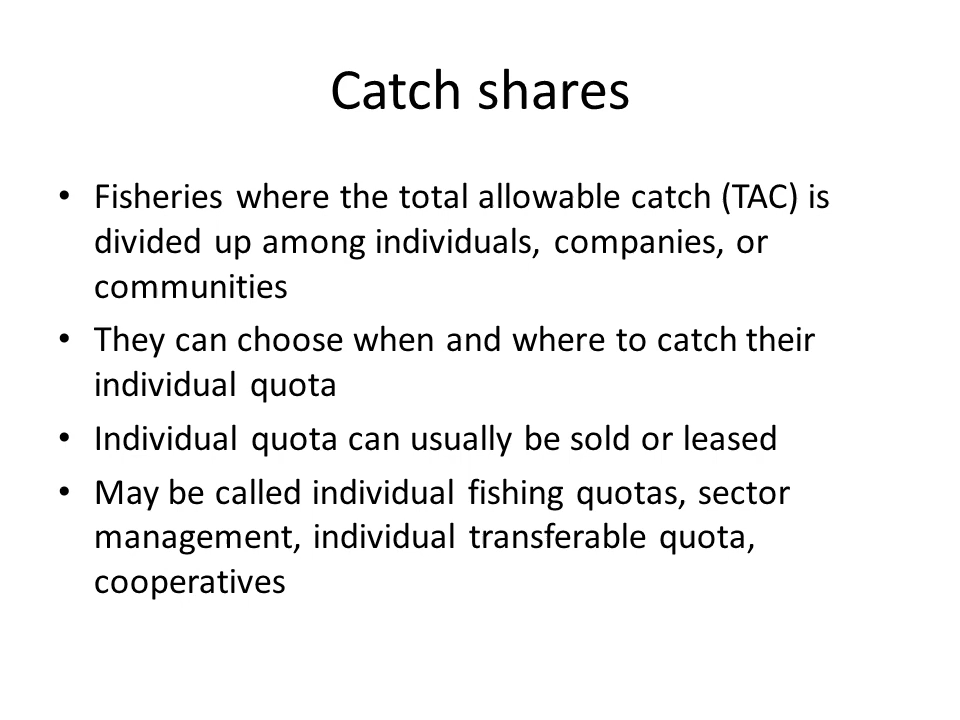 Catch shares
• Fisheries where the total allowable catch (TAC) is
divided up among individuals, companies, or
communities
• They can choose when and where to catch their
individual quota
• Individual quota can usually be sold or leased
• May be called individual fishing quotas, sector
management, individual transferable quota,
cooperatives